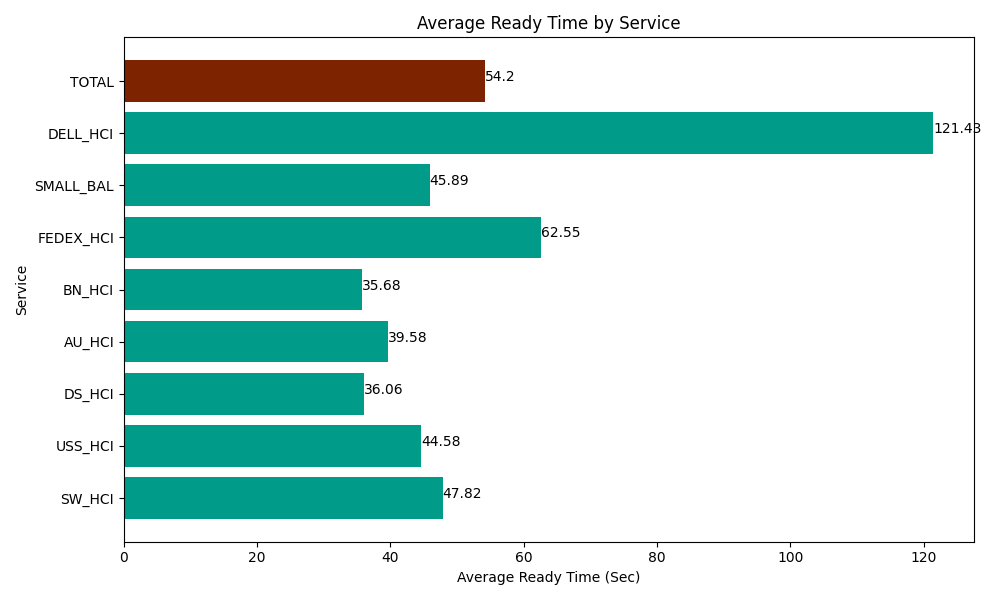 Average Ready Time by Service
TOTAL 54.2
DELL_HCI 121.43
SMALL_BAL 45.89
FEDEX_HCI 62.55
BN_HCI 35.68
AU_HCI 39.58
DS_HCI 36.06
USS_HCI 44.58
SW_HCI 47.82
Service
0 20 40 60 80 100 120
Average Ready Time (Sec)